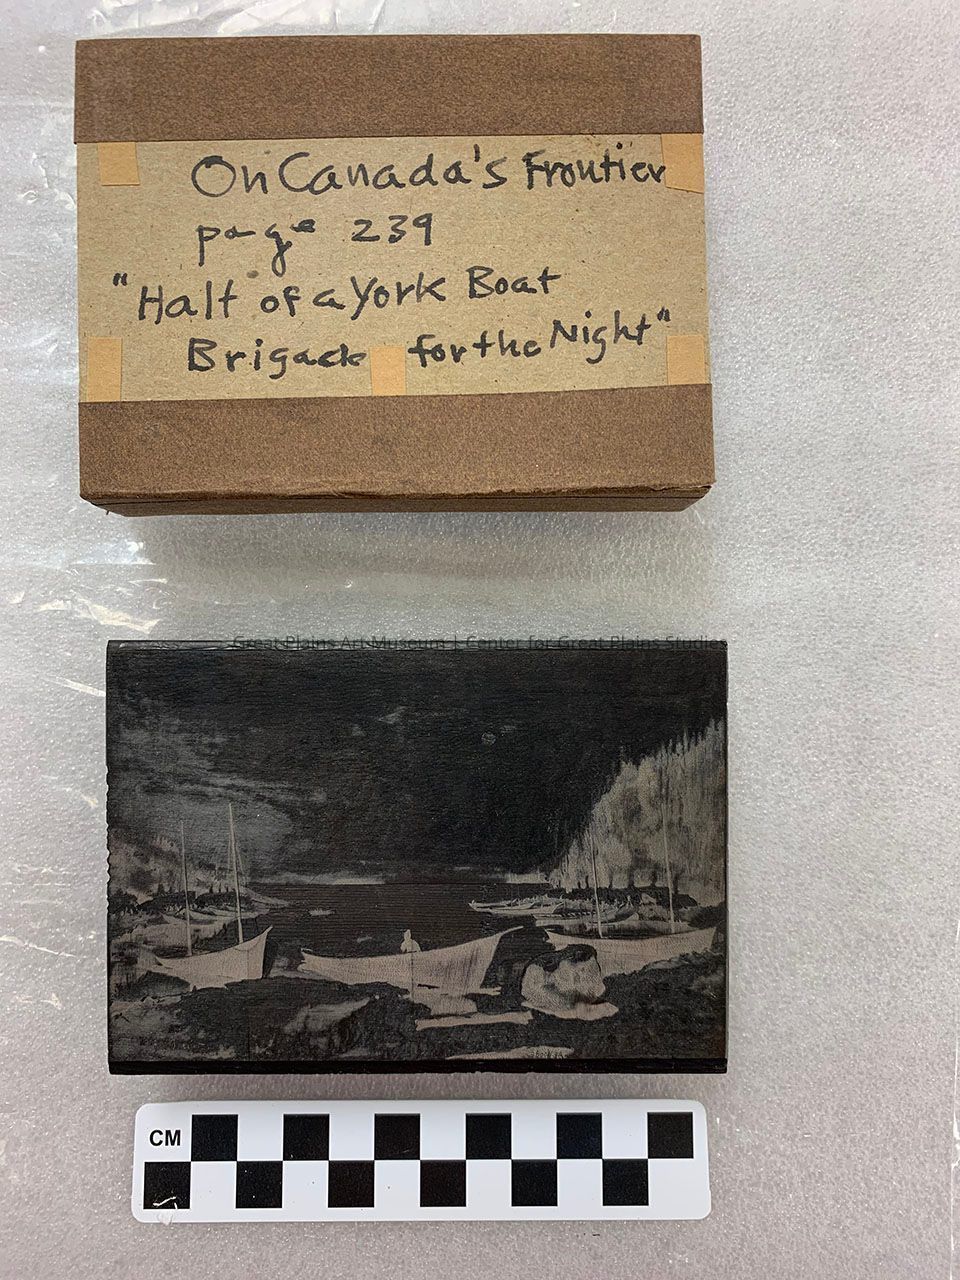 On Canada's Frontier
page 239
"Halt of a York Boat
Brigade for the Night"
Great Plains Art Museum | Center for Great Plains Studies
CM